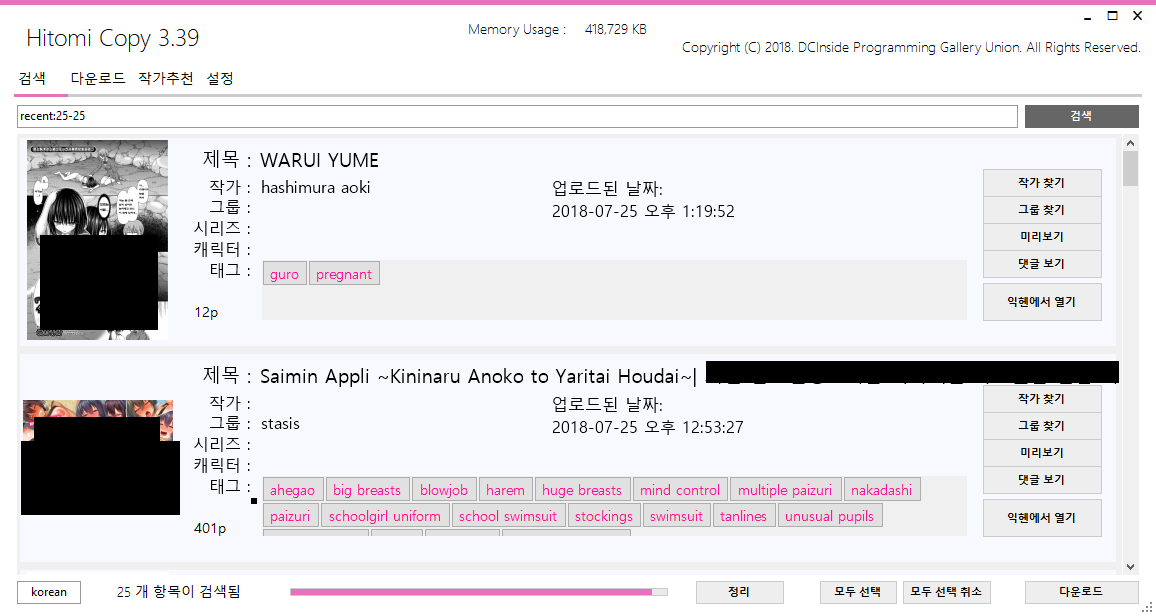 Hitomi Copy 3.39
Memory Usage : 418,729 KB
Copyright (C) 2018. DCInside Programming Gallery Union. All Rights Reserved.
검색 다운로드 작가추천 설정
recent:25-25 검색
제목 : WARUI YUME
작가 : hashimura aoki
그룹 :
시리즈 :
캐릭터 :
태그 : guro pregnant
12p
업로드된 날짜:
2018-07-25 오후 1:19:52
작가 찾기
그룹 찾기
미리보기
댓글 보기
익헨에서 열기
제목 : Saimin Appli ~Kininaru Anoko to Yaritai Houdai~|
작가 :
그룹 : stasis
시리즈 :
캐릭터 :
태그 : ahegao big breasts blowjob harem huge breasts mind control multiple paizuri nakadashi
paizuri schoolgirl uniform school swimsuit stockings swimsuit tanlines unusual pupils
401p
업로드된 날짜:
2018-07-25 오후 12:53:27
작가 찾기
그룹 찾기
미리보기
댓글 보기
익헨에서 열기
korean 25 개 항목이 검색됨 정리 모두 선택 모두 선택 취소 다운로드